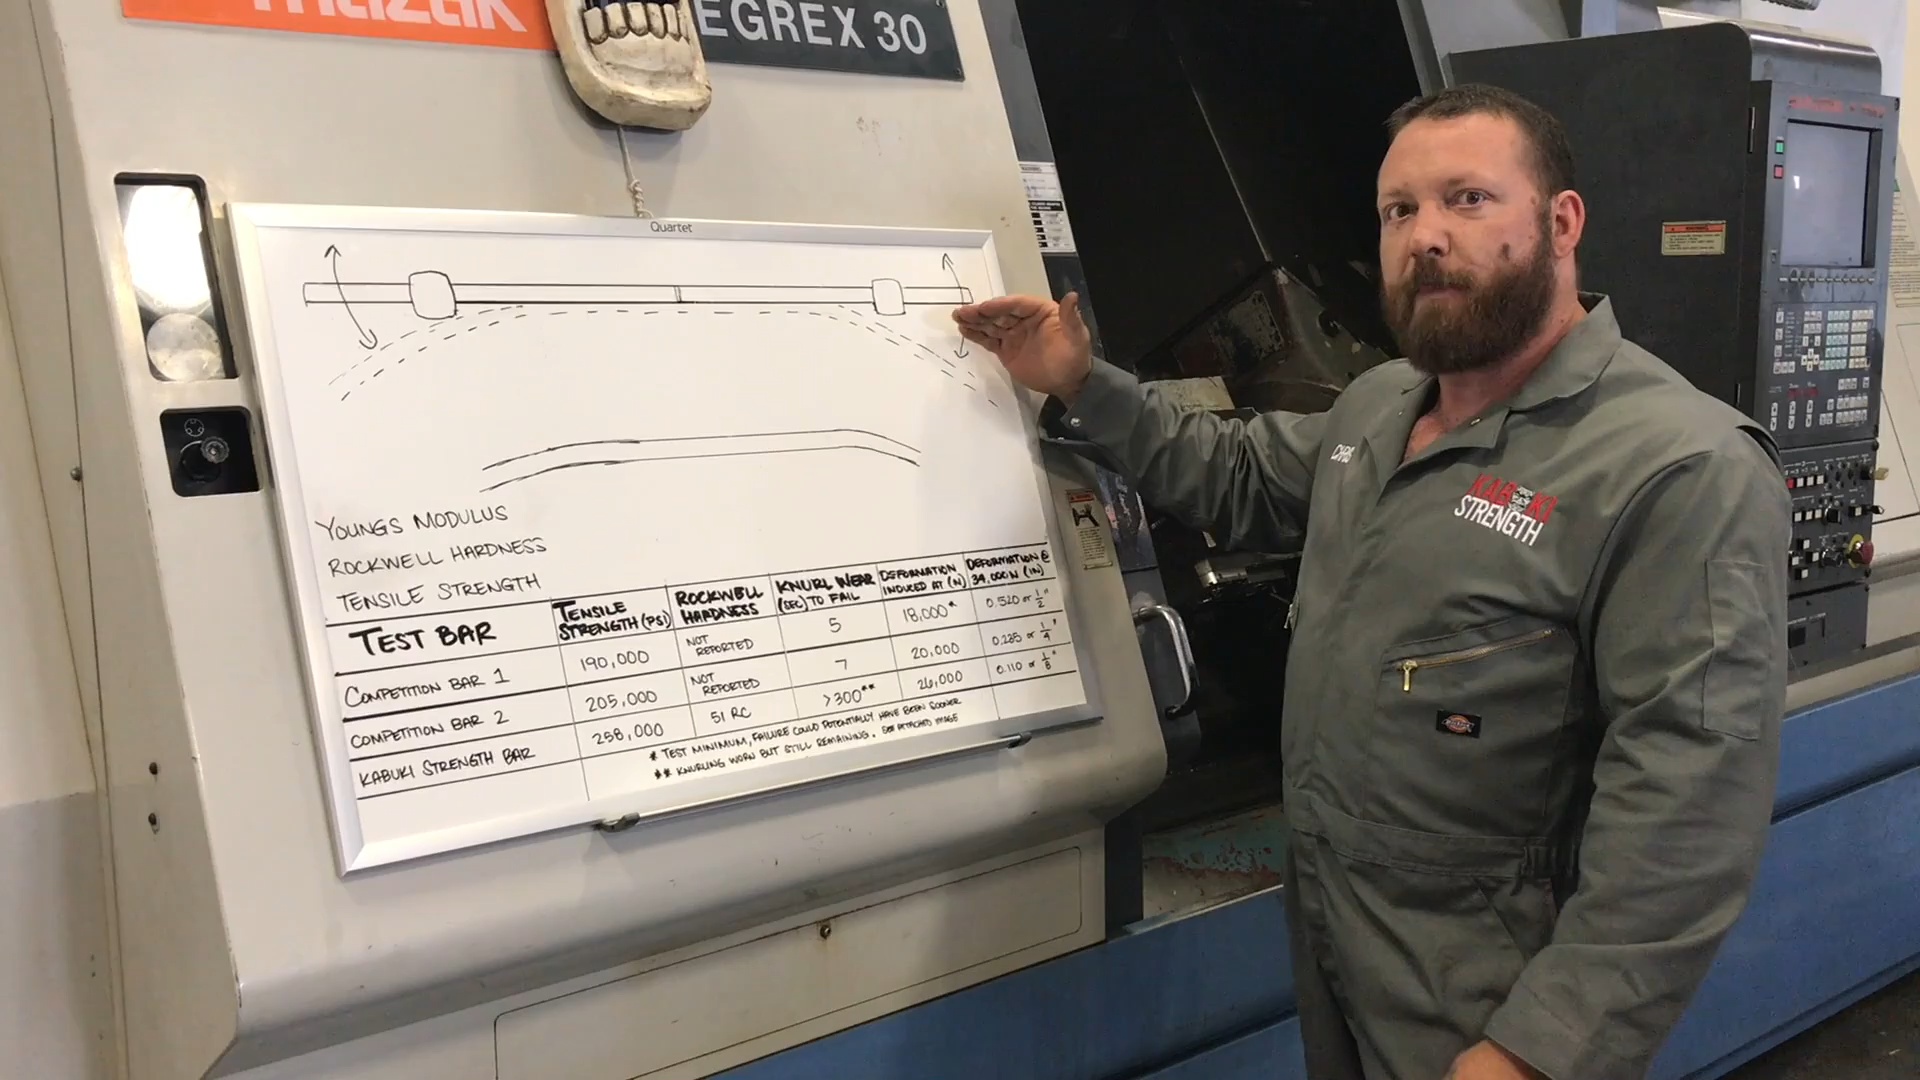 EGREX 30
Quartet
YOUNGS MODULUS
ROCKWELL HARDNESS
TENSILE STRENGTH
TEST BAR
TENSILE STRENGTH (PSI)
ROCKWELL HARDNESS
KNURL WEAR (SEC) TO FAIL
DEFORMATION INDUCED AT (N)
DEFORMATION @ 34,000 N (IN)
COMPETITION BAR 1
190,000
NOT REPORTED
5
18,000*
0.520 or 1/2"
COMPETITION BAR 2
205,000
NOT REPORTED
7
20,000
0.235 or 1/4"
KABUKI STRENGTH BAR
258,000
51 RC
>300**
26,000
0.110 or 1/8"
* TEST MINIMUM, FAILURE COULD POTENTIALLY HAVE BEEN SOONER
** KNURLING WORN BUT STILL REMAINING. SEE ATTACHED IMAGE
CHRIS
KABUKI
STRENGTH
Dickies